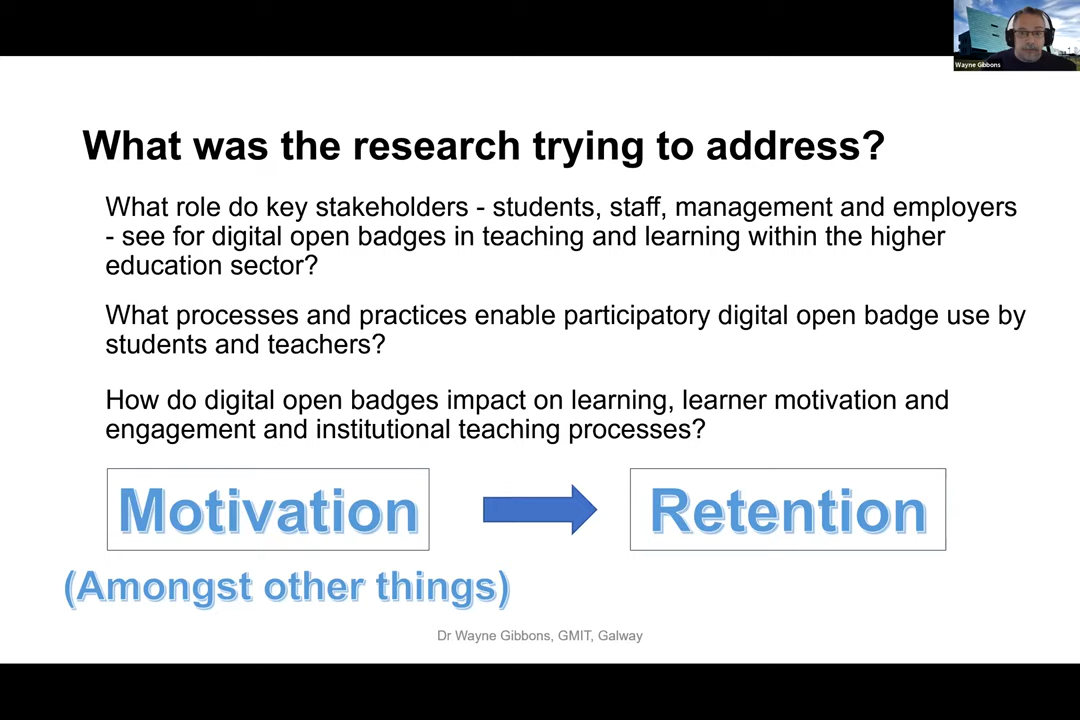 Wayne Gibbons
What was the research trying to address?
What role do key stakeholders - students, staff, management and employers
- see for digital open badges in teaching and learning within the higher
education sector?
What processes and practices enable participatory digital open badge use by
students and teachers?
How do digital open badges impact on learning, learner motivation and
engagement and institutional teaching processes?
Motivation
Retention
(Amongst other things)
Dr Wayne Gibbons, GMIT, Galway